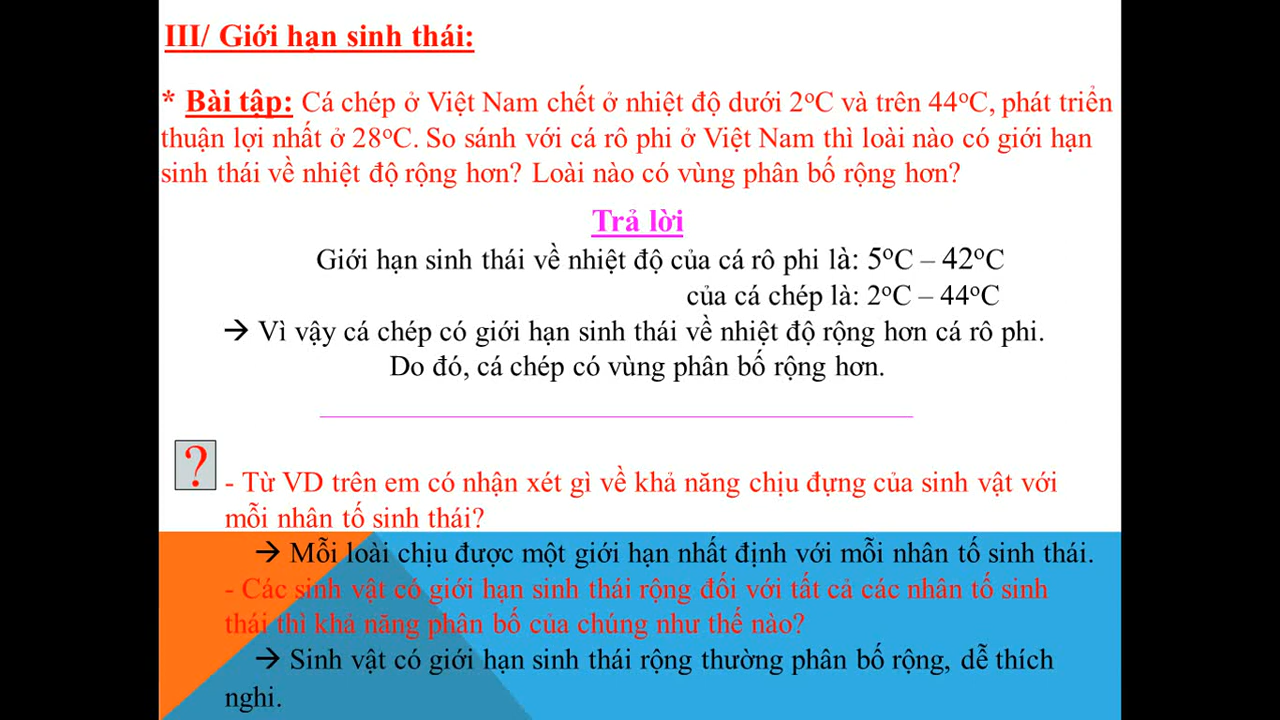 III/ Giới hạn sinh thái:
* Bài tập: Cá chép ở Việt Nam chết ở nhiệt độ dưới 2ºC và trên 44ºC, phát triển
thuận lợi nhất ở 28ºC. So sánh với cá rô phi ở Việt Nam thì loài nào có giới hạn
sinh thái về nhiệt độ rộng hơn? Loài nào có vùng phân bố rộng hơn?
Trả lời
Giới hạn sinh thái về nhiệt độ của cá rô phi là: 5ºC – 42ºC
của cá chép là: 2ºC – 44ºC
→ Vì vậy cá chép có giới hạn sinh thái về nhiệt độ rộng hơn cá rô phi.
Do đó, cá chép có vùng phân bố rộng hơn.
?
- Từ VD trên em có nhận xét gì về khả năng chịu đựng của sinh vật với
mỗi nhân tố sinh thái?
→ Mỗi loài chịu được một giới hạn nhất định với mỗi nhân tố sinh thái.
- Các sinh vật có giới hạn sinh thái rộng đối với tất cả các nhân tố sinh
thái thì khả năng phân bố của chúng như thế nào?
→ Sinh vật có giới hạn sinh thái rộng thường phân bố rộng, dễ thích
nghi.